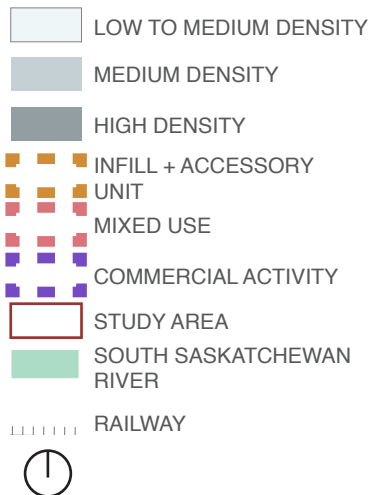 LOW TO MEDIUM DENSITY
MEDIUM DENSITY
HIGH DENSITY
INFILL + ACCESSORY
UNIT
MIXED USE
COMMERCIAL ACTIVITY
STUDY AREA
SOUTH SASKATCHEWAN
RIVER
RAILWAY